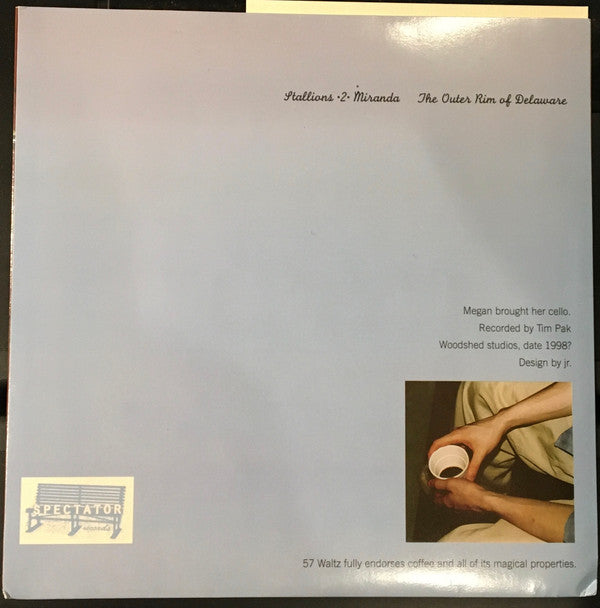 Stallions ·2· Miranda    The Outer Rim of Delaware
Megan brought her cello.
Recorded by Tim Pak
Woodshed studios, date 1998?
Design by jr.
SPECTATOR
records
57 Waltz fully endorses coffee and all of its magical properties.